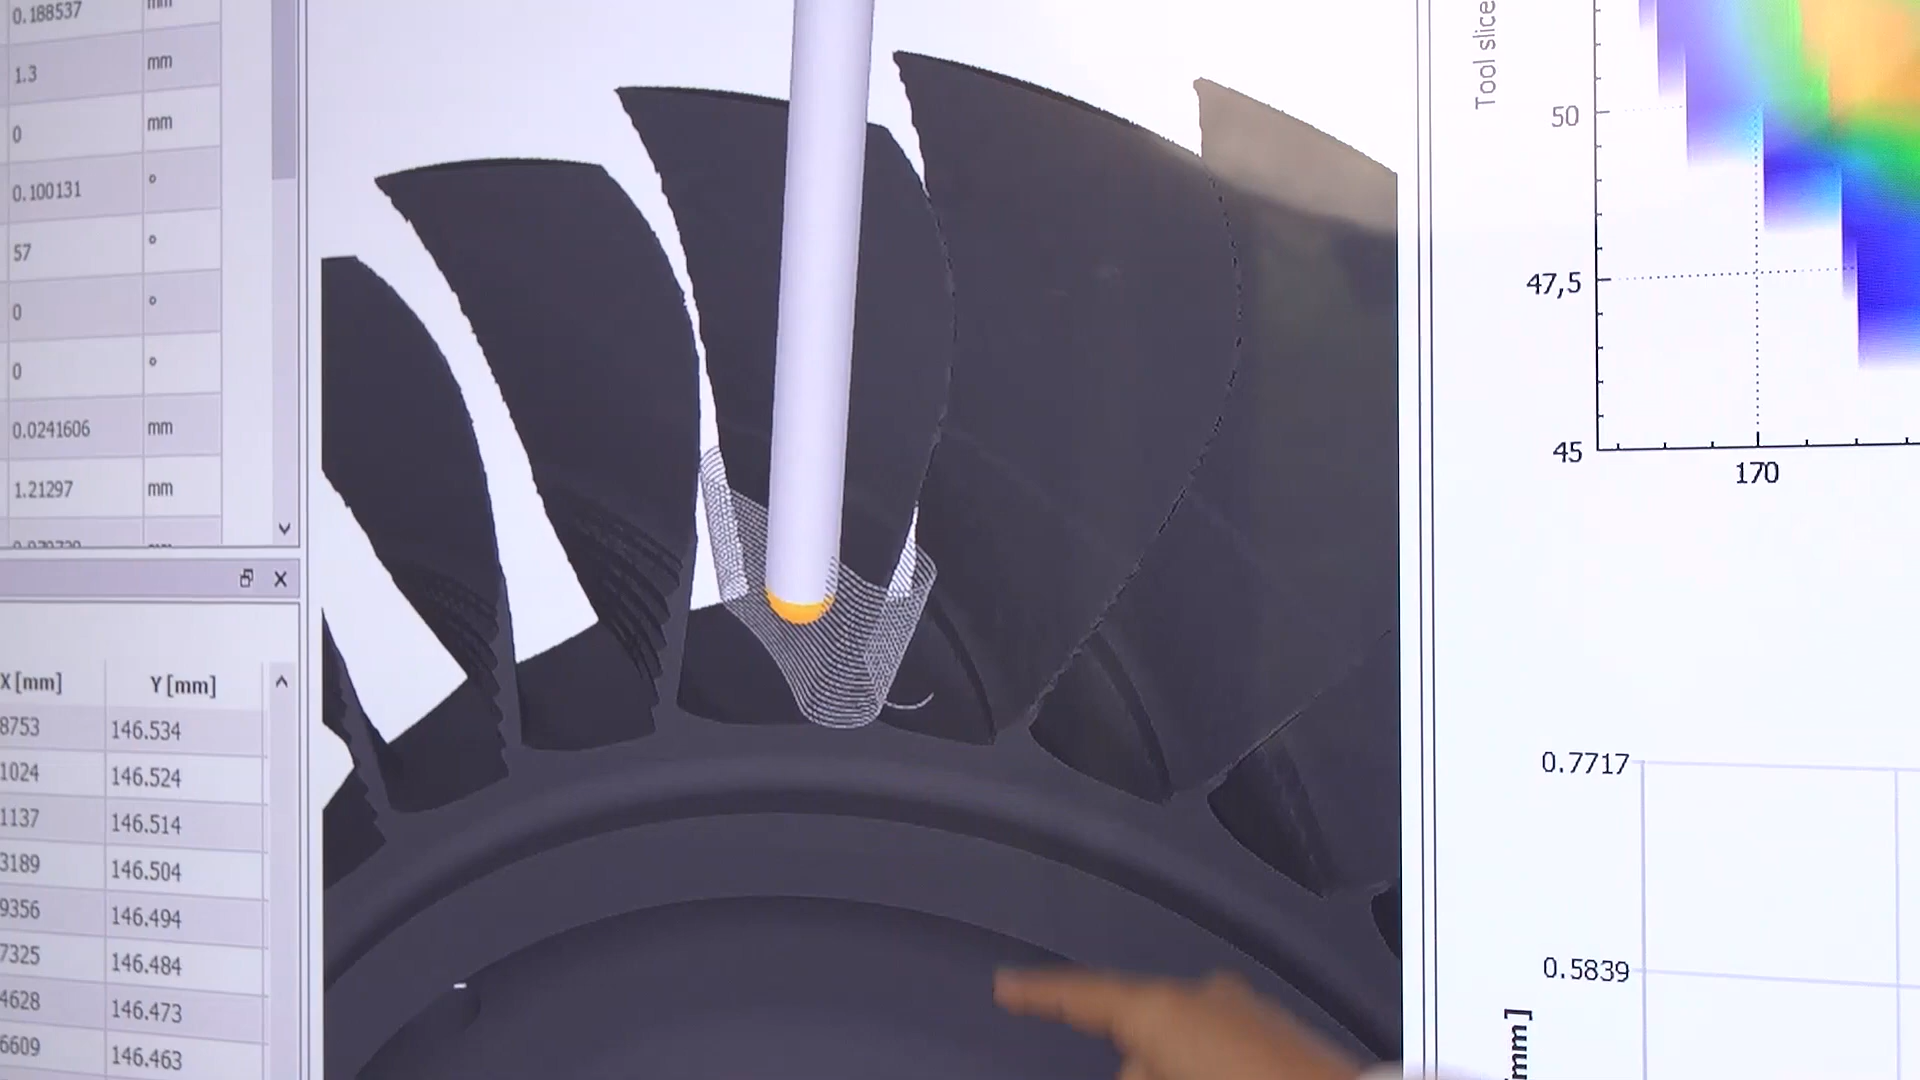 0.188537 mm
1.3 mm
0 mm
0.100131 °
57 °
0 °
0 °
0.0241606 mm
1.21297 mm
X [mm] Y [mm]
8753 146.534
1024 146.524
1137 146.514
3189 146.504
9356 146.494
7325 146.484
4628 146.473
6609 146.463
Tool slice
50
47,5
45
170
0.7717
0.5839
[mm]